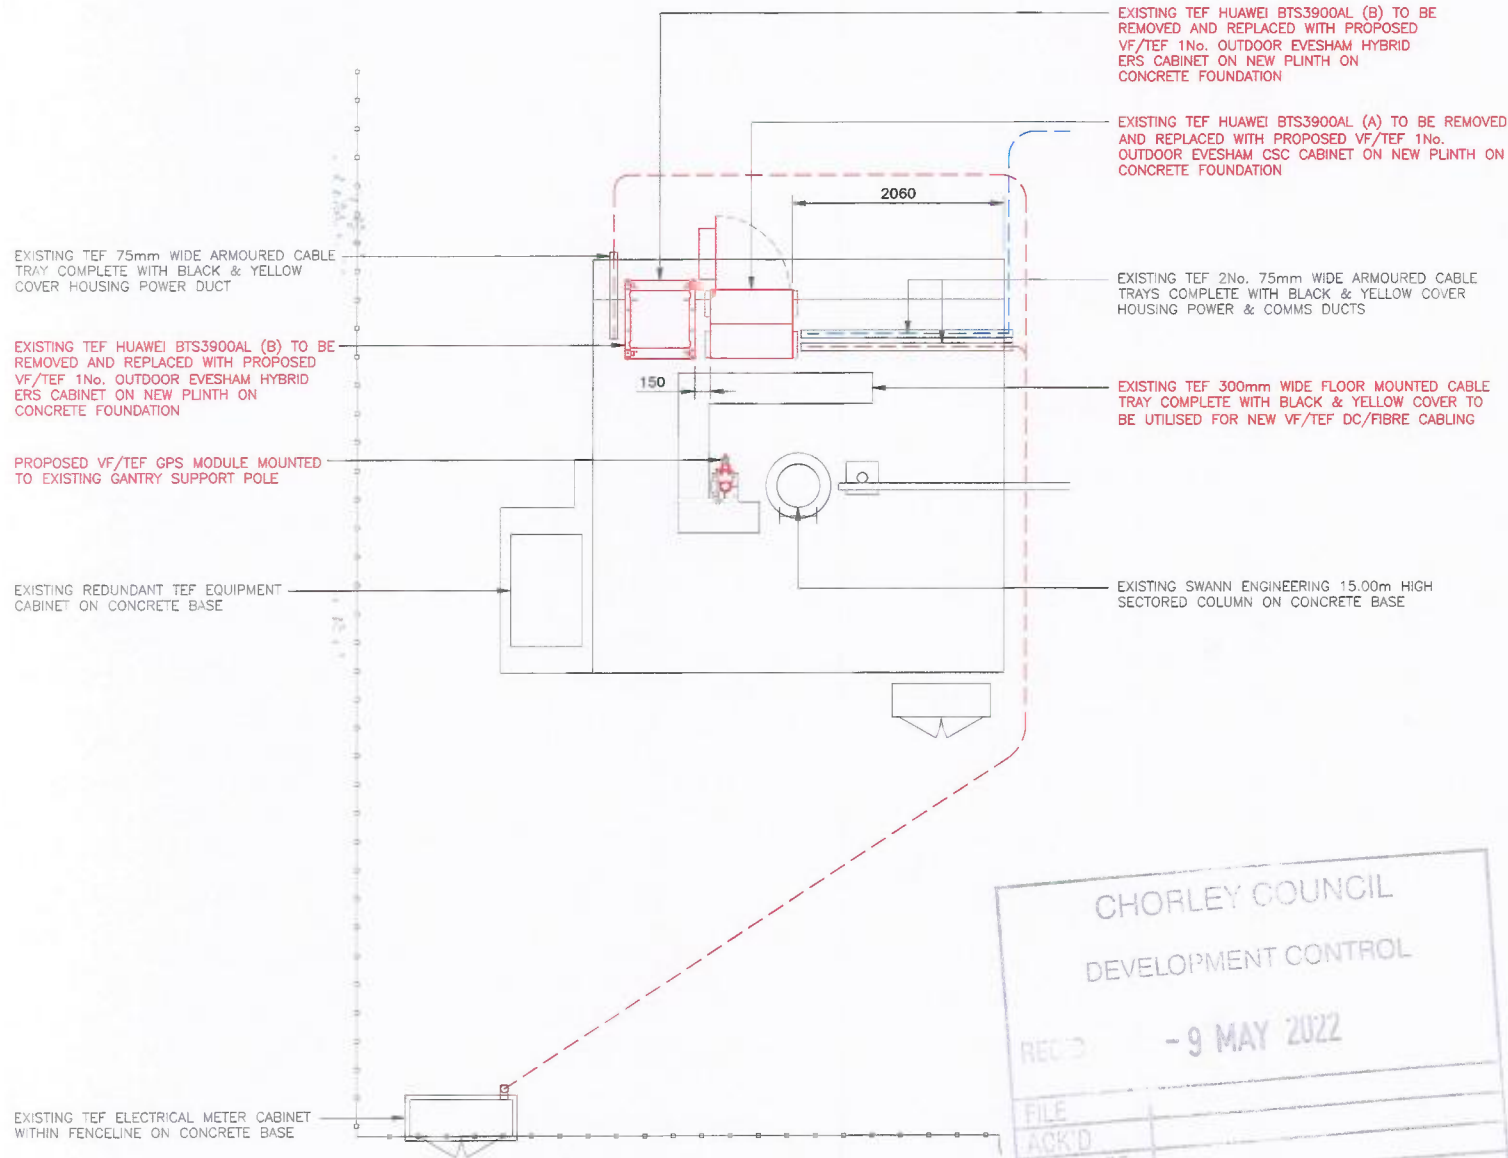 EXISTING TEF HUAWEI BTS3900AL (B) TO BE
REMOVED AND REPLACED WITH PROPOSED
VF/TEF 1No. OUTDOOR EVESHAM HYBRID
ERS CABINET ON NEW PLINTH ON
CONCRETE FOUNDATION
EXISTING TEF HUAWEI BTS3900AL (A) TO BE REMOVED
AND REPLACED WITH PROPOSED VF/TEF 1No.
OUTDOOR EVESHAM CSC CABINET ON NEW PLINTH ON
CONCRETE FOUNDATION
2060
EXISTING TEF 75mm WIDE ARMOURED CABLE
TRAY COMPLETE WITH BLACK & YELLOW
COVER HOUSING POWER DUCT
EXISTING TEF 2No. 75mm WIDE ARMOURED CABLE
TRAYS COMPLETE WITH BLACK & YELLOW COVER
HOUSING POWER & COMMS DUCTS
EXISTING TEF HUAWEI BTS3900AL (B) TO BE
REMOVED AND REPLACED WITH PROPOSED
VF/TEF 1No. OUTDOOR EVESHAM HYBRID
ERS CABINET ON NEW PLINTH ON
CONCRETE FOUNDATION
150
EXISTING TEF 300mm WIDE FLOOR MOUNTED CABLE
TRAY COMPLETE WITH BLACK & YELLOW COVER TO
BE UTILISED FOR NEW VF/TEF DC/FIBRE CABLING
PROPOSED VF/TEF GPS MODULE MOUNTED
TO EXISTING GANTRY SUPPORT POLE
EXISTING REDUNDANT TEF EQUIPMENT
CABINET ON CONCRETE BASE
EXISTING SWANN ENGINEERING 15.00m HIGH
SECTORED COLUMN ON CONCRETE BASE
CHORLEY COUNCIL
DEVELOPMENT CONTROL
REC'D -9 MAY 2022
FILE
ACK'D
EXISTING TEF ELECTRICAL METER CABINET
WITHIN FENCELINE ON CONCRETE BASE